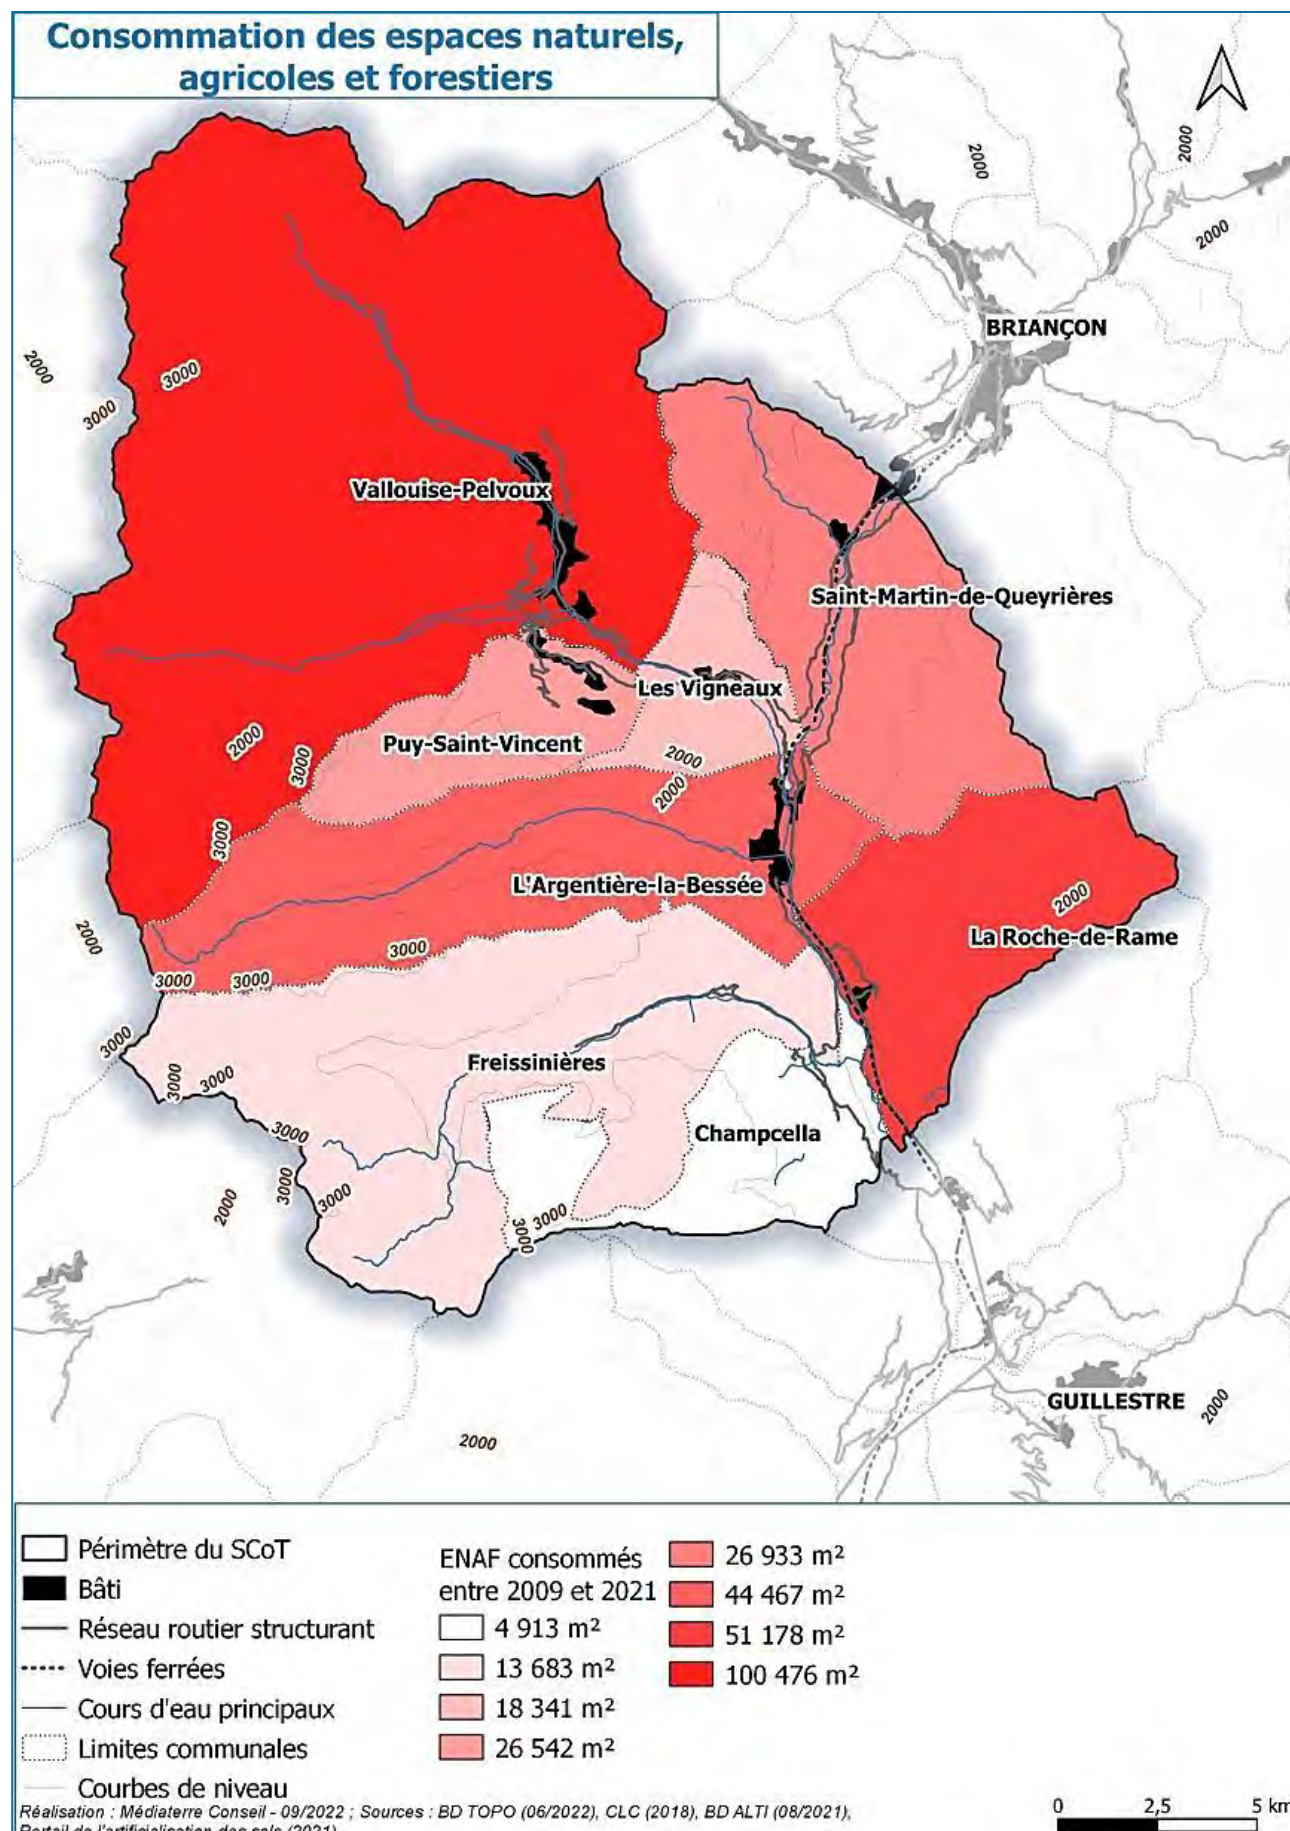 Consommation des espaces naturels,
agricoles et forestiers
2000
2000
2000
BRIANÇON
2000
3000
3000
Vallouise-Pelvoux
Saint-Martin-de-Queyrières
Les Vigneaux
Puy-Saint-Vincent
2000
3000
2000
2000
3000
L'Argentière-la-Bessée
2000
La Roche-de-Rame
2000
3000
3000
3000
3000
Freissinières
3000
3000
3000
Champcella
3000
3000
2000
3000
3000
GUILLESTRE
2000
2000
Périmètre du SCoT
Bâti
Réseau routier structurant
Voies ferrées
Cours d'eau principaux
Limites communales
Courbes de niveau
ENAF consommés
entre 2009 et 2021
4 913 m²
13 683 m²
18 341 m²
26 542 m²
26 933 m²
44 467 m²
51 178 m²
100 476 m²
Réalisation : Médiaterre Conseil - 09/2022 ; Sources : BD TOPO (06/2022), CLC (2018), BD ALTI (08/2021),
Portail de l'artificialisation des sols (2021)
0 2,5 5 km